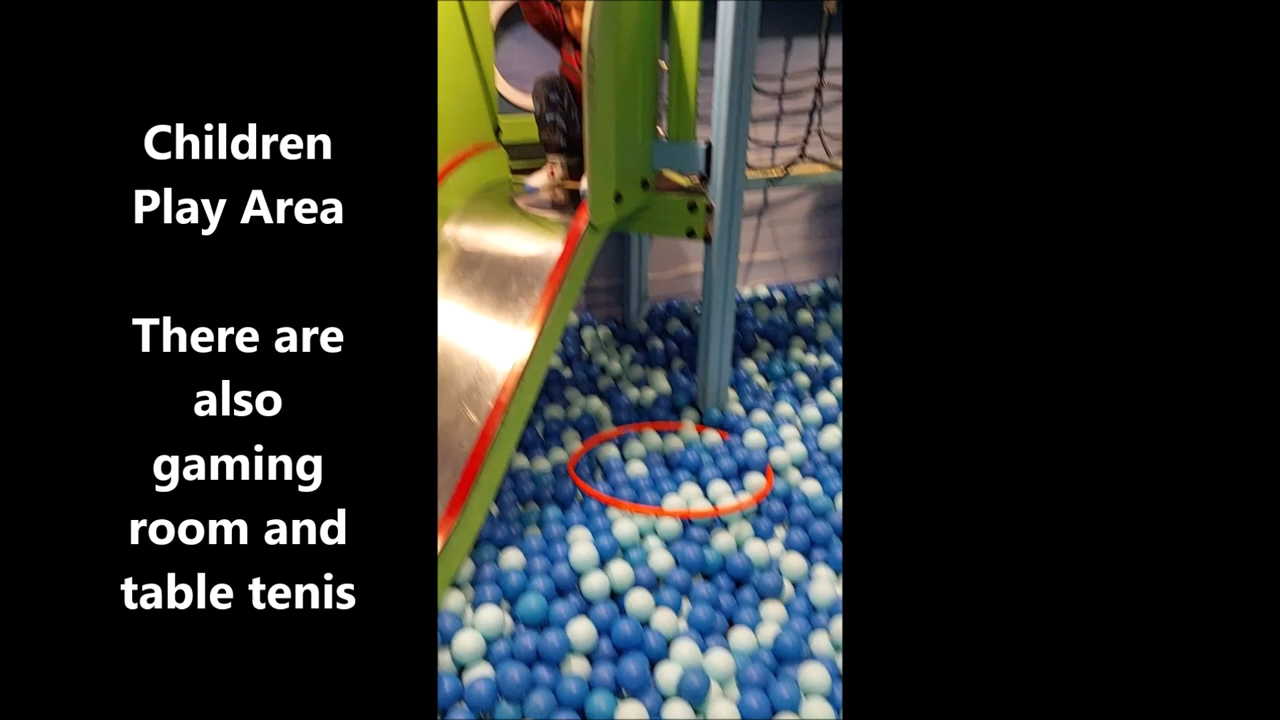 Children
Play Area
There are
also
gaming
room and
table tenis